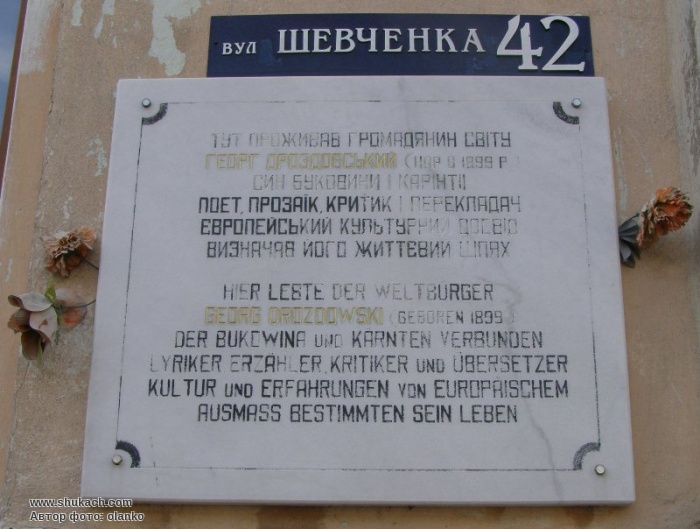 вул ШЕВЧЕНКА 42
ТУТ ПРОЖИВАВ ГРОМАДЯНИН СВІТУ
ГЕОРГ ДРОЗДОВСЬКИЙ (НАР В 1899 Р.)
СИН БУКОВИНИ І КАРІНТІЇ
ПОЕТ, ПРОЗАЇК, КРИТИК І ПЕРЕКЛАДАЧ
ЄВРОПЕЙСЬКИЙ КУЛЬТУРНИЙ ДОСВІД
ВИЗНАЧАВ ЙОГО ЖИТТЄВИЙ ШЛЯХ
HIER LEBTE DER WELTBÜRGER
GEORG DROZDOWSKI (GEBOREN 1899)
DER BUKOWINA UND KÄRNTEN VERBUNDEN
LYRIKER ERZÄHLER, KRITIKER UND ÜBERSETZER
KULTUR UND ERFAHRUNGEN VON EUROPÄISCHEM
AUSMASS BESTIMMTEN SEIN LEBEN
www.shukach.com
Автор фото: olanko